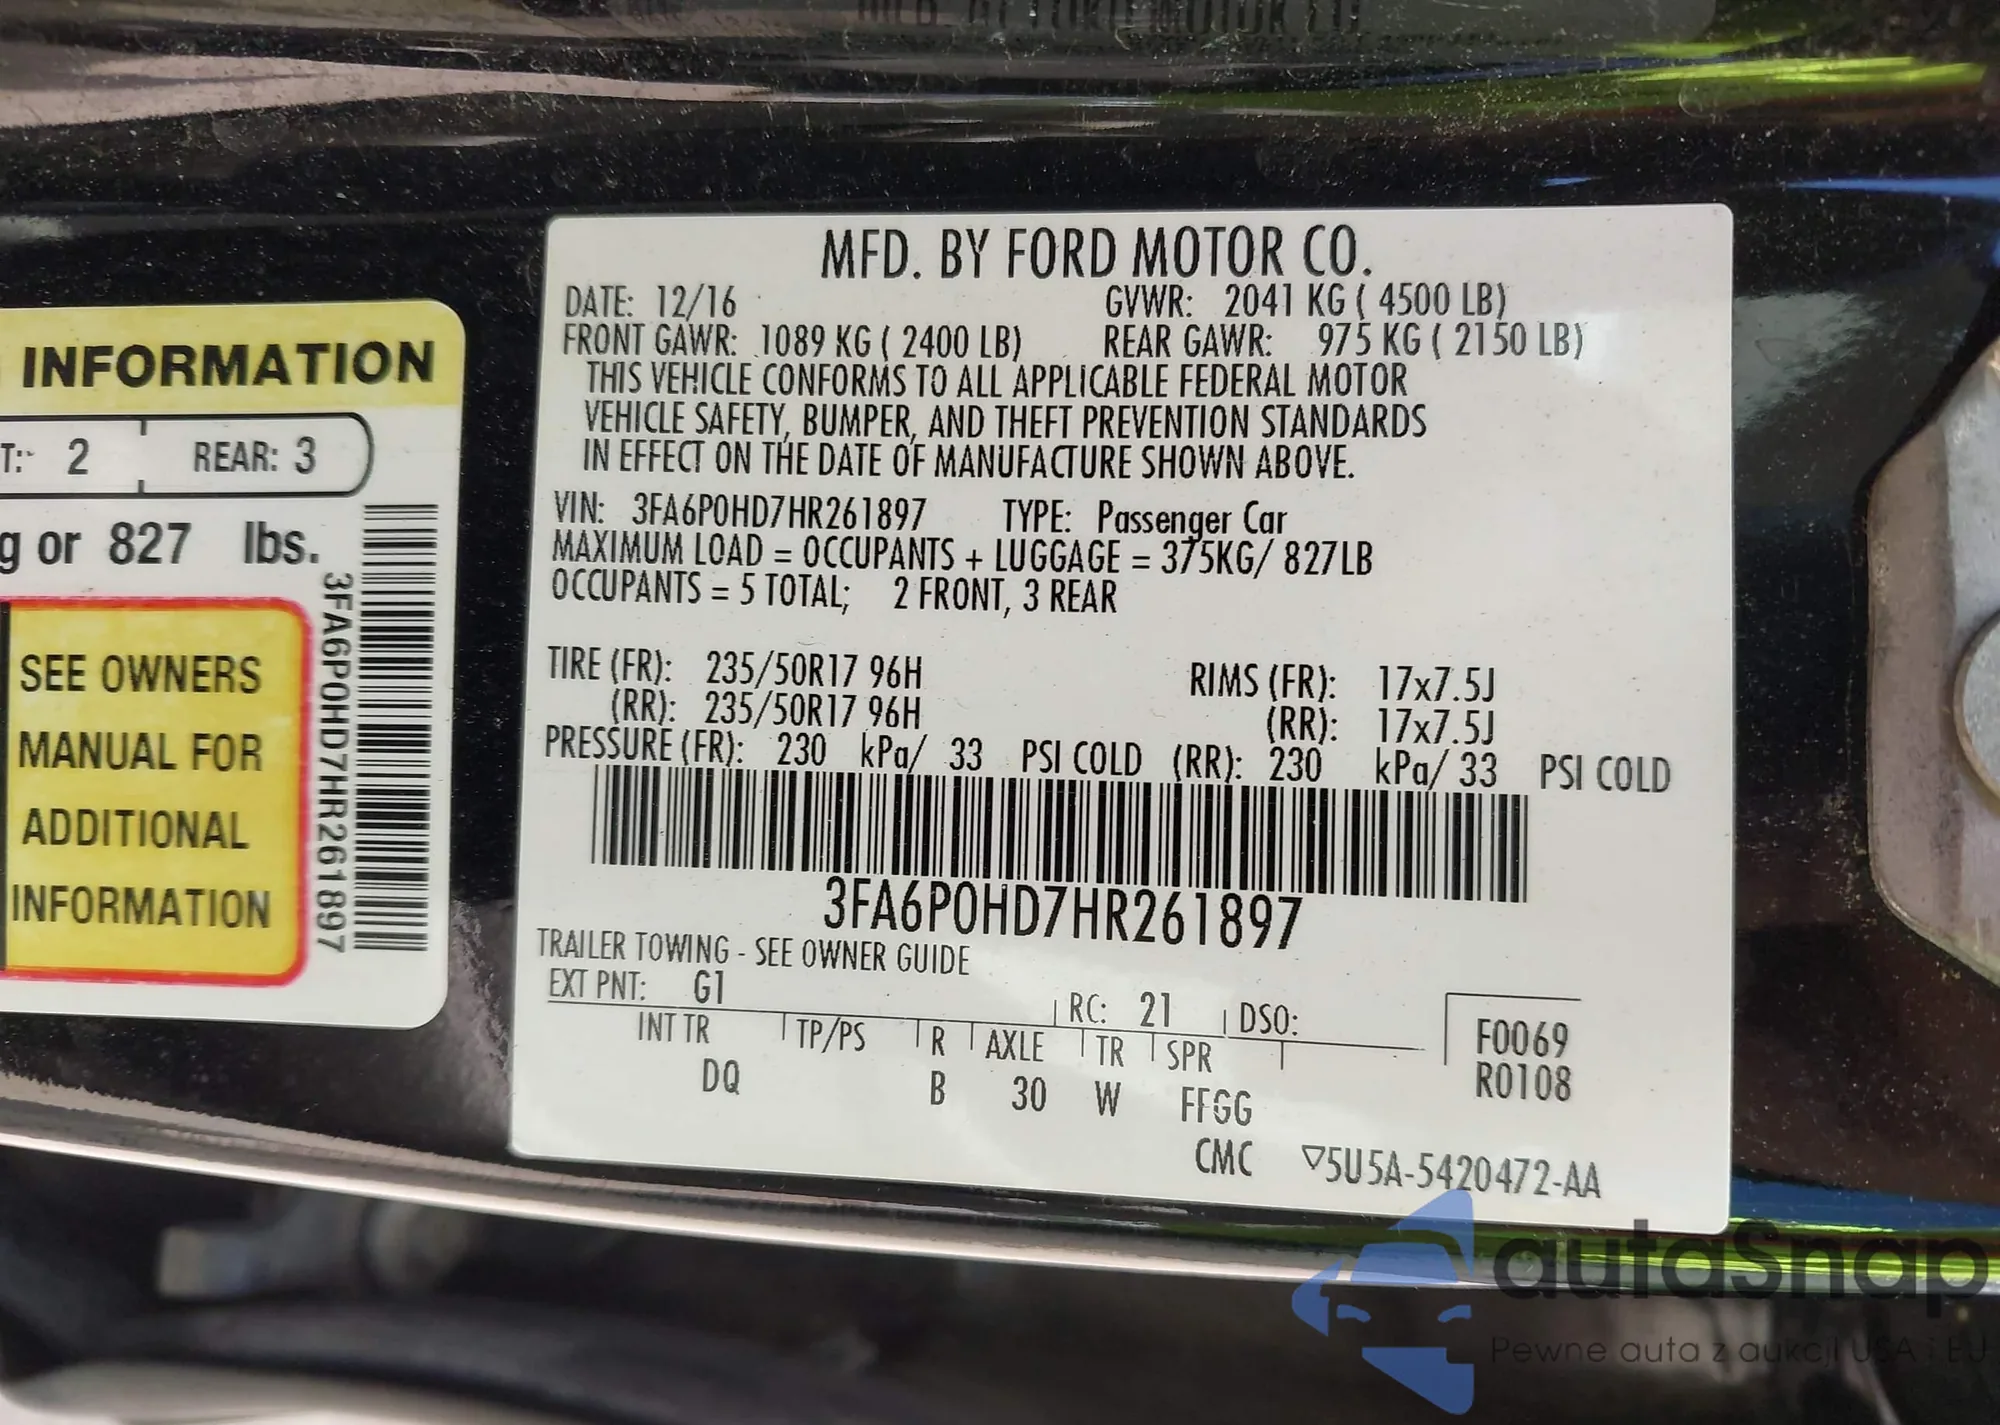 MFD. BY FORD MOTOR CO.
DATE: 12/16 GVWR: 2041 KG ( 4500 LB)
FRONT GAWR: 1089 KG ( 2400 LB) REAR GAWR: 975 KG ( 2150 LB)
THIS VEHICLE CONFORMS TO ALL APPLICABLE FEDERAL MOTOR
VEHICLE SAFETY, BUMPER, AND THEFT PREVENTION STANDARDS
IN EFFECT ON THE DATE OF MANUFACTURE SHOWN ABOVE.
VIN: 3FA6P0HD7HR261897 TYPE: Passenger Car
MAXIMUM LOAD = OCCUPANTS + LUGGAGE = 375KG/ 827LB
OCCUPANTS = 5 TOTAL; 2 FRONT, 3 REAR
TIRE (FR): 235/50R17 96H RIMS (FR): 17x7.5J
(RR): 235/50R17 96H (RR): 17x7.5J
PRESSURE (FR): 230 kPa/ 33 PSI COLD (RR): 230 kPa/ 33 PSI COLD
3FA6P0HD7HR261897
TRAILER TOWING - SEE OWNER GUIDE
EXT PNT: G1 RC: 21 DSO:
INT TR TP/PS R AXLE TR SPR
DQ B 30 W FFGG
F0069
R0108
CMC ▽5U5A-5420472-AA
INFORMATION
T: 2 REAR: 3
g or 827 lbs.
SEE OWNERS
MANUAL FOR
ADDITIONAL
INFORMATION
3FA6P0HD7HR261897
autaSnap
Pewne auta z aukcji USA i EU